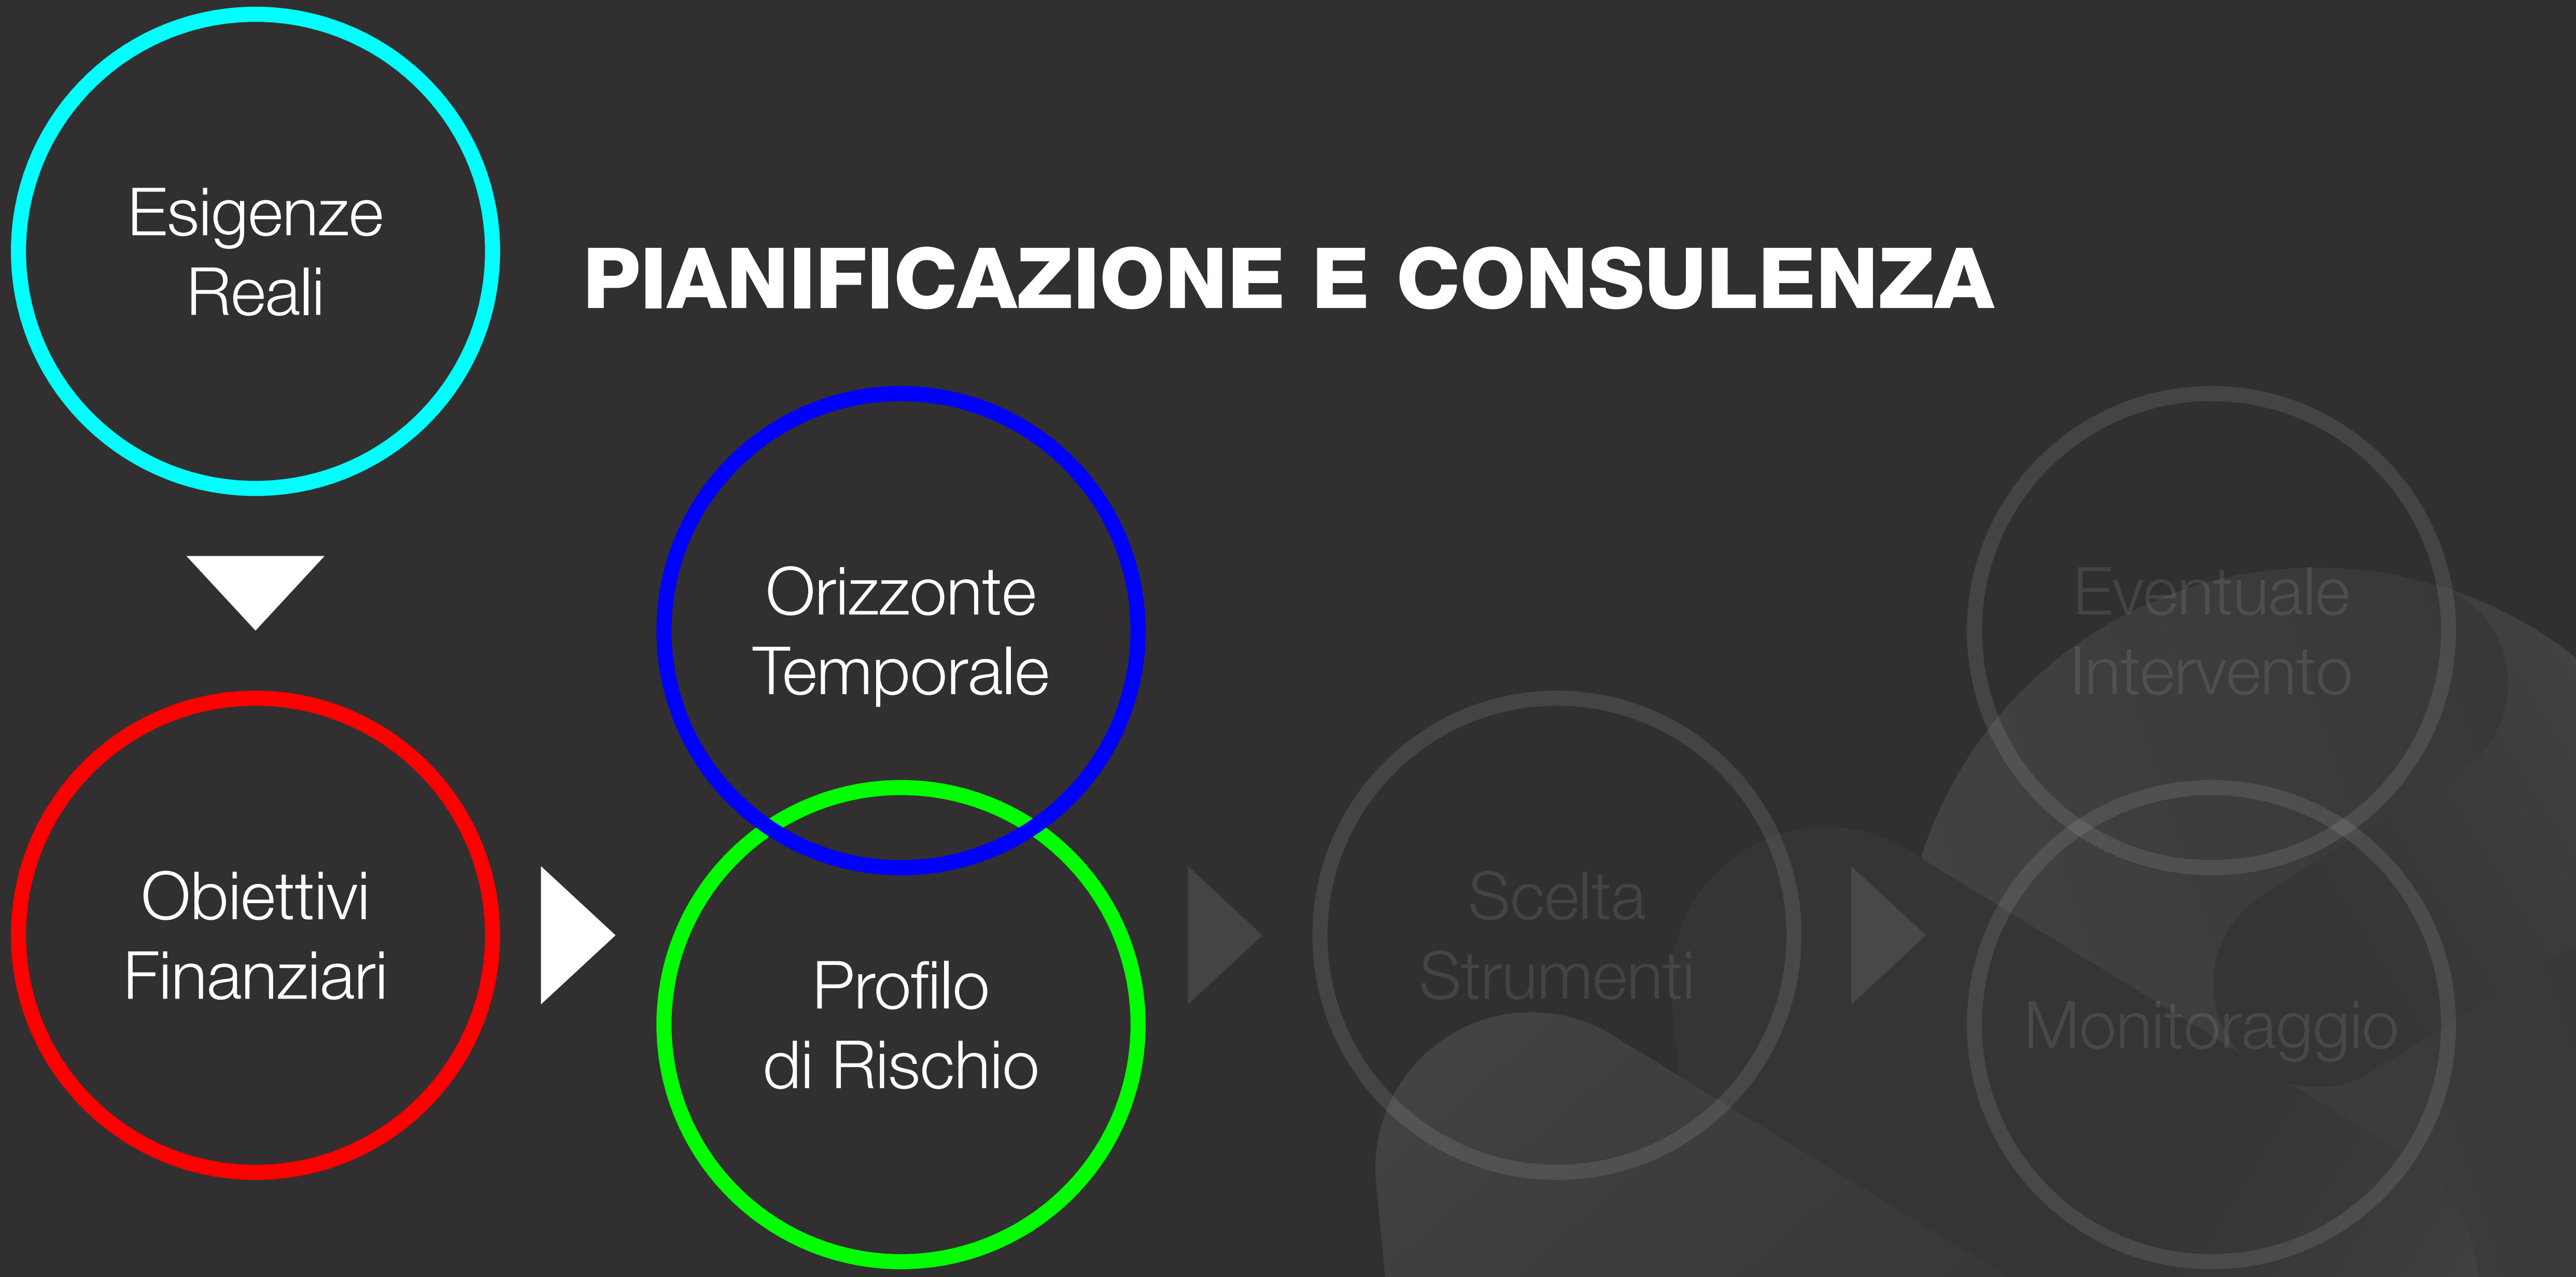 Esigenze
Reali
PIANIFICAZIONE E CONSULENZA
Obiettivi
Finanziari
Orizzonte
Temporale
Profilo
di Rischio
Scelta
Strumenti
Eventuale
Intervento
Monitoraggio